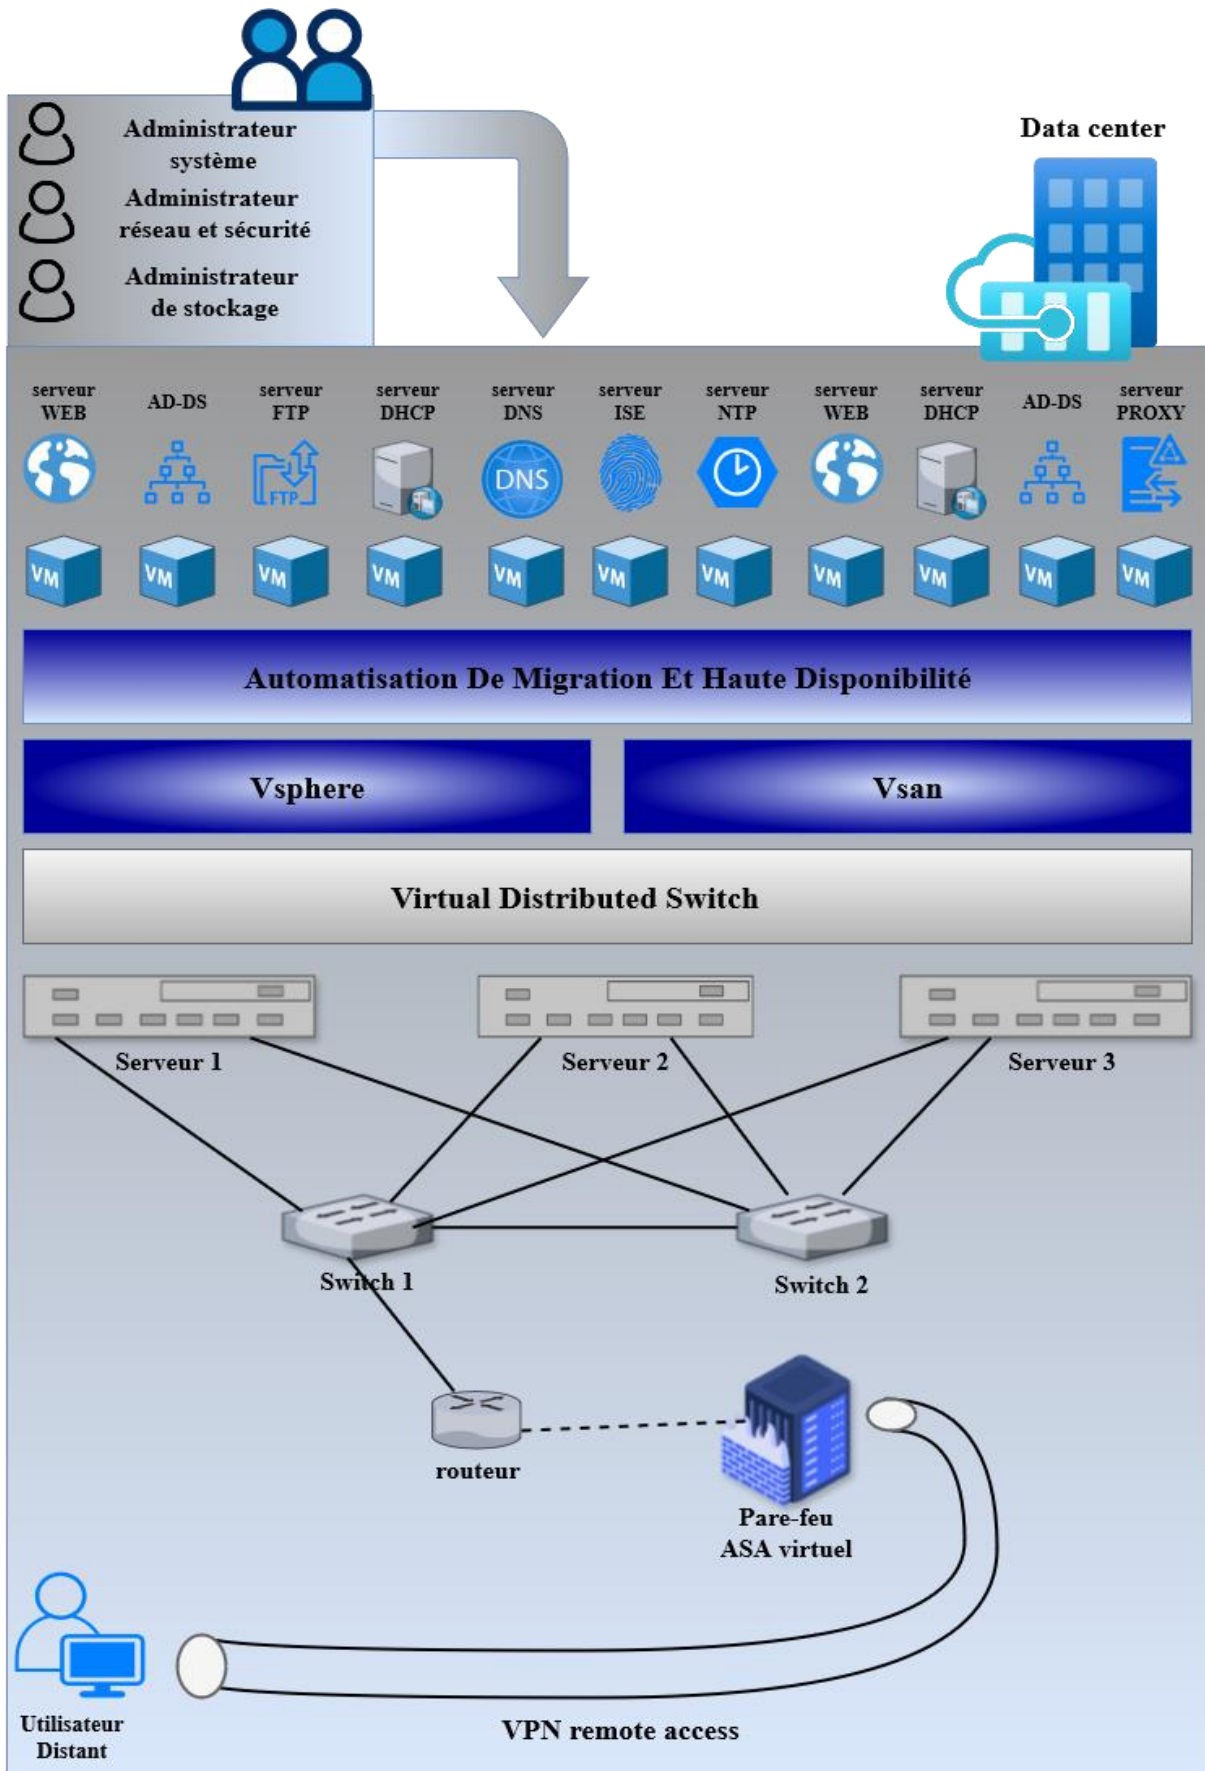 Administrateur
système
Administrateur
réseau et sécurité
Administrateur
de stockage
Data center
serveur
WEB
AD-DS
serveur
FTP
serveur
DHCP
serveur
DNS
serveur
ISE
serveur
NTP
serveur
WEB
serveur
DHCP
AD-DS
serveur
PROXY
FTP
DNS
VM
VM
VM
VM
VM
VM
VM
VM
VM
VM
VM
Automatisation De Migration Et Haute Disponibilité
Vsphere
Vsan
Virtual Distributed Switch
Serveur 1
Serveur 2
Serveur 3
Switch 1
Switch 2
routeur
Pare-feu
ASA virtuel
Utilisateur
Distant
VPN remote access